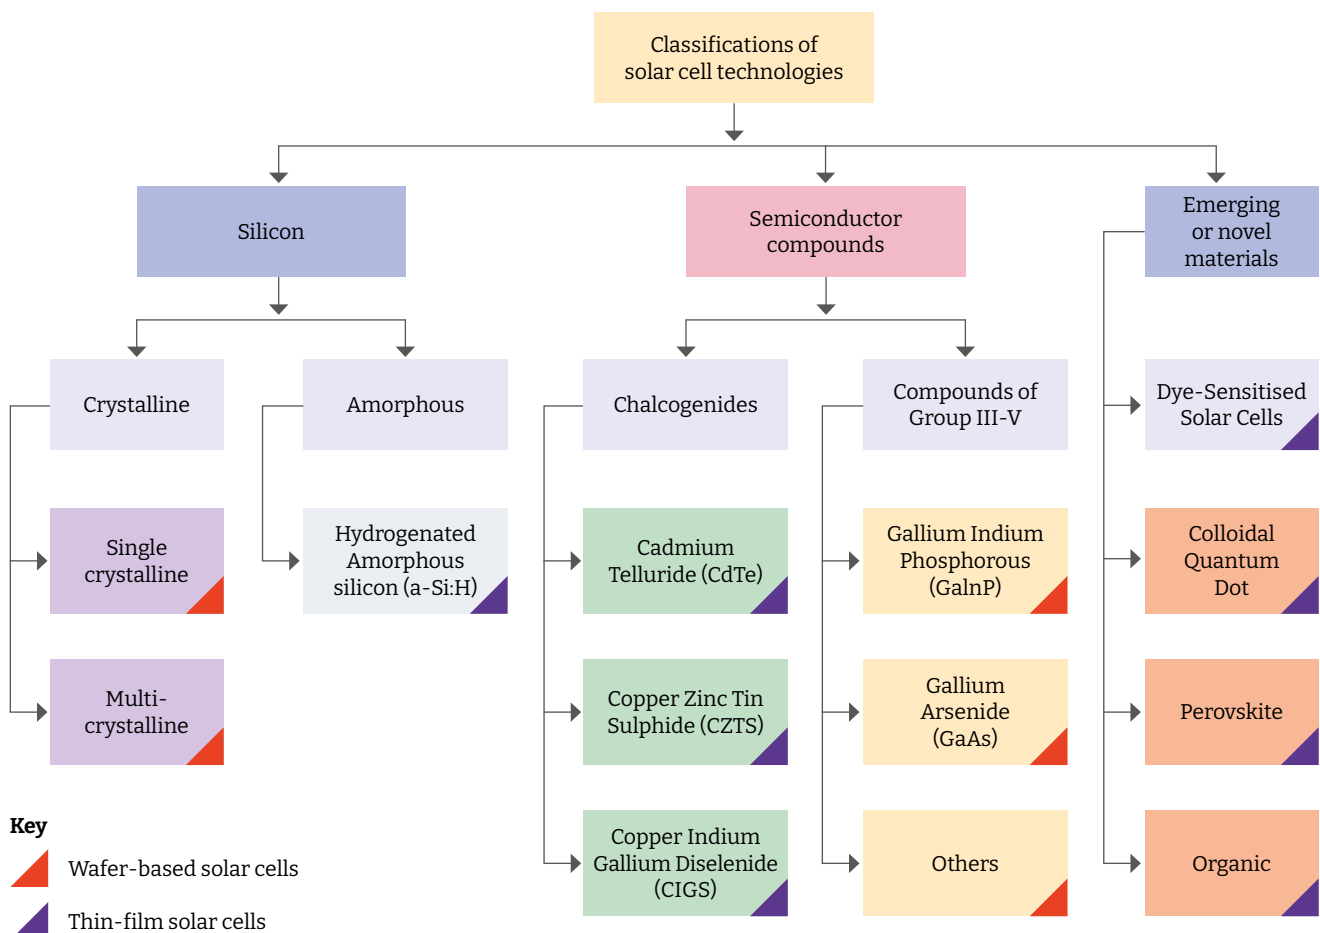 Classifications of
solar cell technologies
Silicon
Semiconductor
compounds
Emerging
or novel
materials
Crystalline
Amorphous
Chalcogenides
Compounds of
Group III-V
Dye-Sensitised
Solar Cells
Single
crystalline
Hydrogenated
Amorphous
silicon (a-Si:H)
Cadmium
Telluride (CdTe)
Gallium Indium
Phosphorous
(GaInP)
Colloidal
Quantum
Dot
Multi-
crystalline
Copper Zinc Tin
Sulphide (CZTS)
Gallium
Arsenide
(GaAs)
Perovskite
Copper Indium
Gallium Diselenide
(CIGS)
Others
Organic
Key
Wafer-based solar cells
Thin-film solar cells